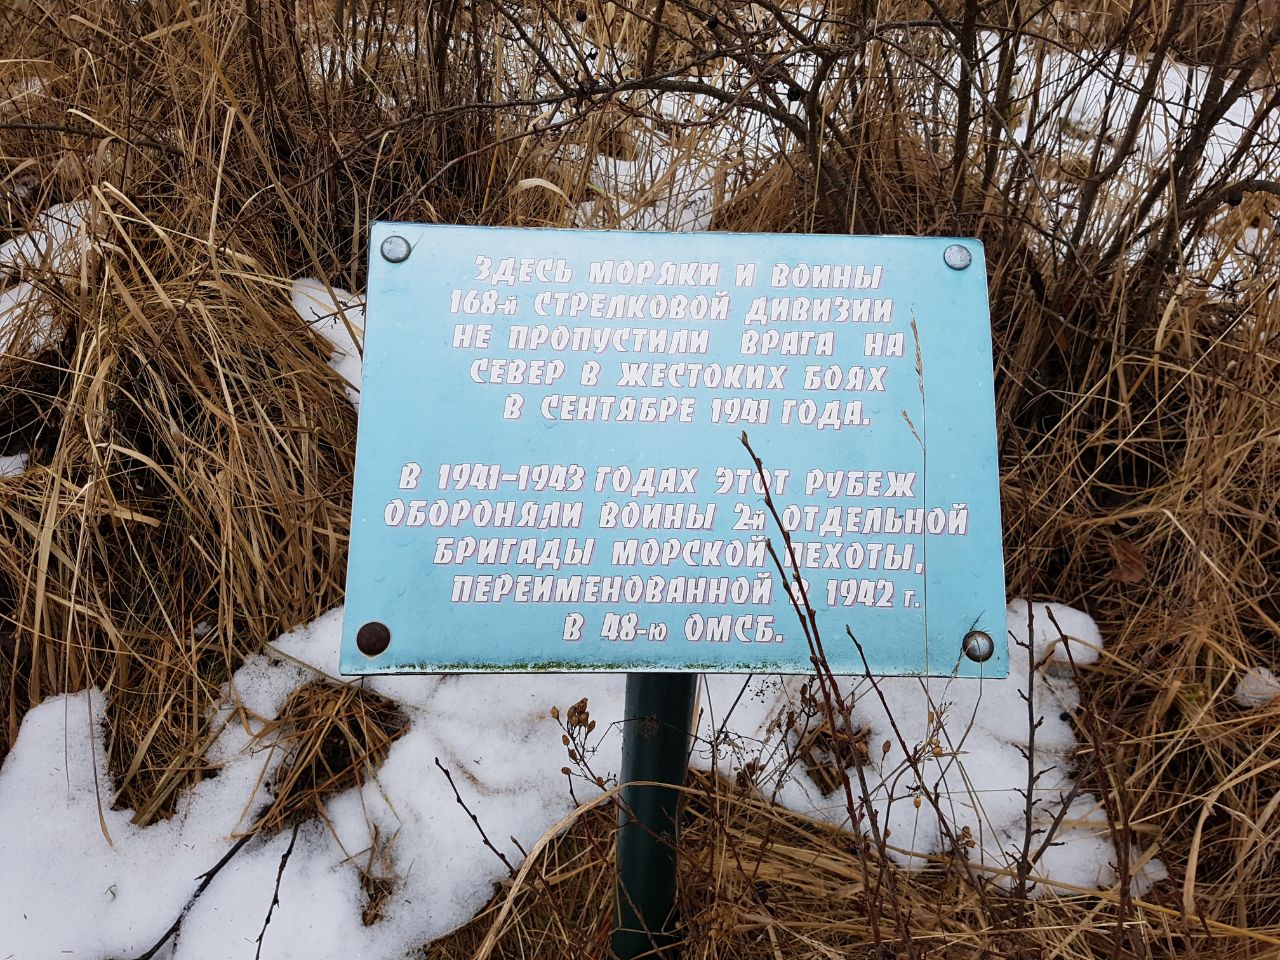 ЗДЕСЬ МОРЯКИ И ВОИНЫ
168-й СТРЕЛКОВОЙ ДИВИЗИИ
НЕ ПРОПУСТИЛИ ВРАГА НА
СЕВЕР В ЖЕСТОКИХ БОЯХ
В СЕНТЯБРЕ 1941 ГОДА.
В 1941–1943 ГОДАХ ЭТОТ РУБЕЖ
ОБОРОНЯЛИ ВОИНЫ 2й ОТДЕЛЬНОЙ
БРИГАДЫ МОРСКОЙ ПЕХОТЫ,
ПЕРЕИМЕНОВАННОЙ В 1942 г.
В 48-ю ОМСБ.